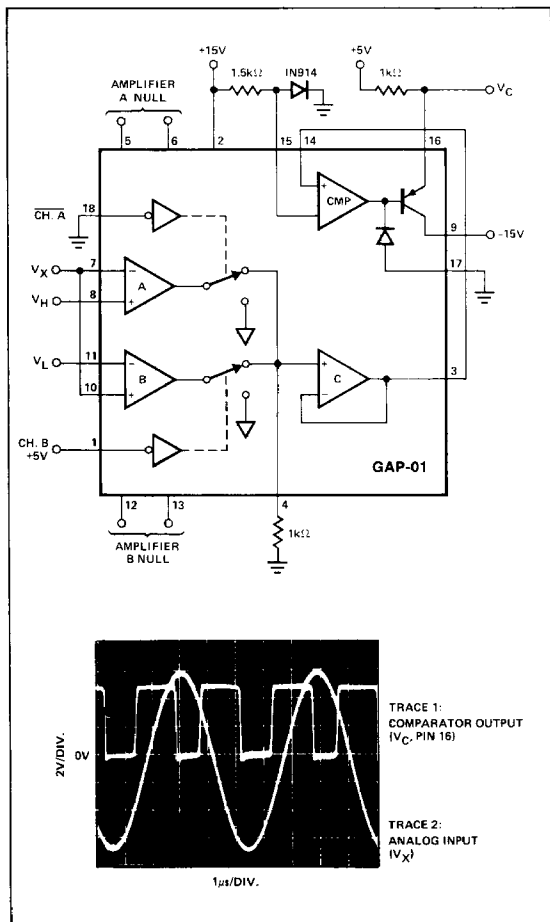 +15V
+5V
AMPLIFIER
A NULL
1.5kΩ
IN914
1kΩ
VC
5
6
2
15
14
16
CH. A
18
CMP
9
-15V
17
VX
7
−
A
VH
8
+
VL
11
−
B
10
+
C
3
CH. B
+5V
1
GAP-01
12
13
4
AMPLIFIER
B NULL
1kΩ
2V/DIV.
0V
TRACE 1:
COMPARATOR OUTPUT
(VC, PIN 16)
TRACE 2:
ANALOG INPUT
(VX)
1μs/DIV.